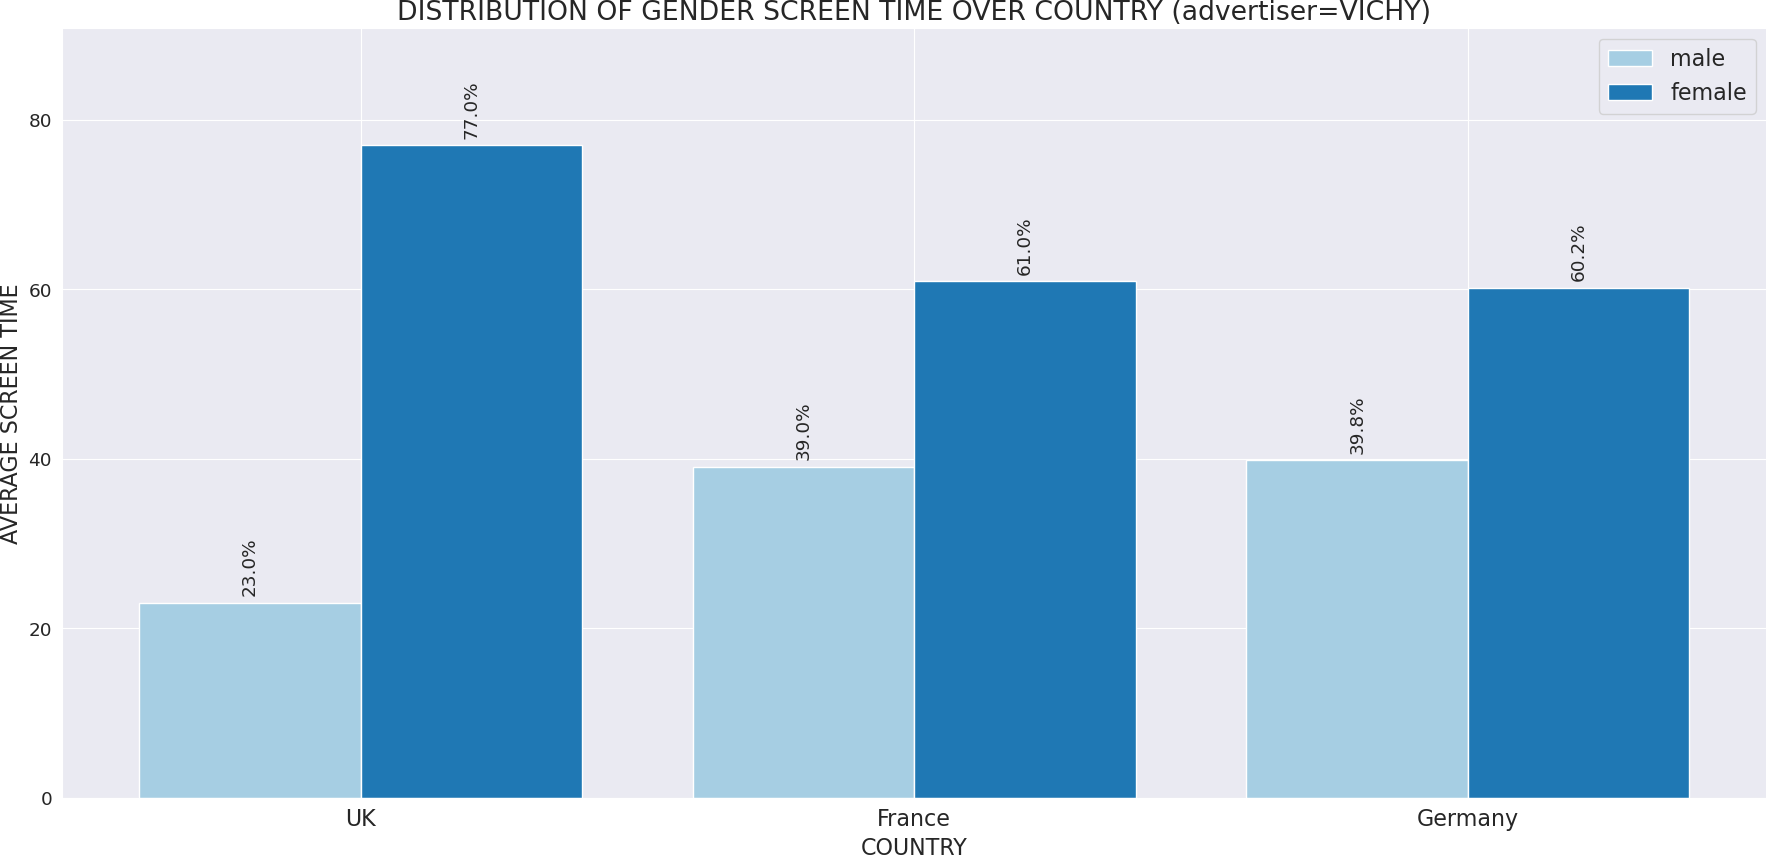 DISTRIBUTION OF GENDER SCREEN TIME OVER COUNTRY (advertiser=VICHY)
male
female
AVERAGE SCREEN TIME
80
60
40
20
0
23.0%
77.0%
39.0%
61.0%
39.8%
60.2%
UK
France
Germany
COUNTRY